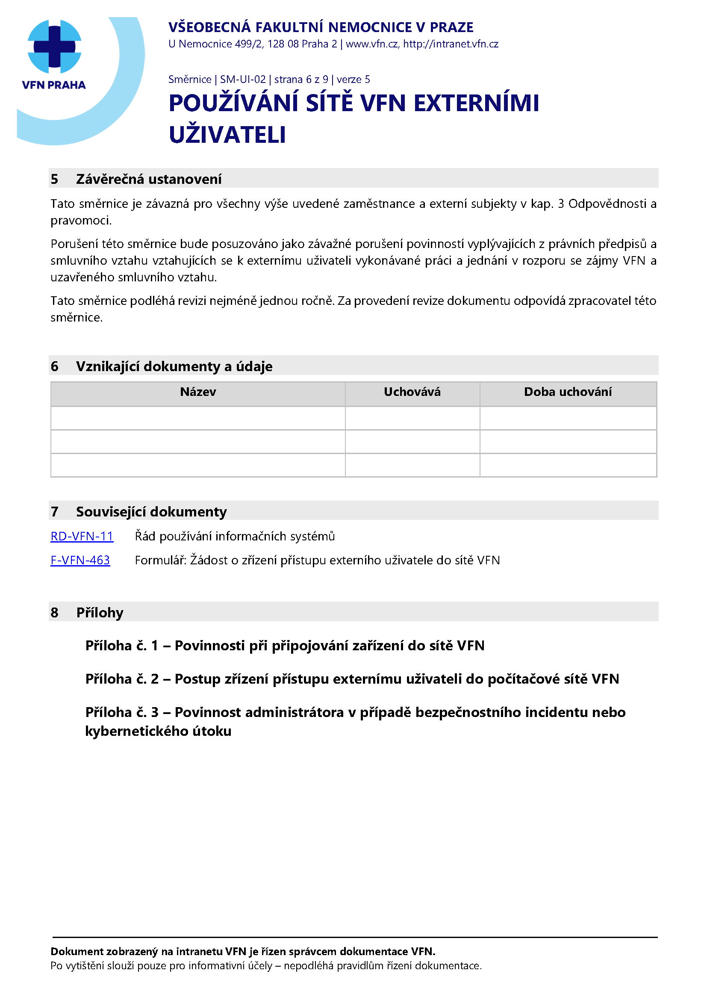 VFN PRAHA
VŠEOBECNÁ FAKULTNÍ NEMOCNICE V PRAZE
U Nemocnice 499/2, 128 08 Praha 2 | www.vfn.cz, http://intranet.vfn.cz
Směrnice | SM-UI-02 | strana 6 z 9 | verze 5
POUŽÍVÁNÍ SÍTĚ VFN EXTERNÍMI
UŽIVATELI
5 Závěrečná ustanovení
Tato směrnice je závazná pro všechny výše uvedené zaměstnance a externí subjekty v kap. 3 Odpovědnosti a
pravomoci.
Porušení této směrnice bude posuzováno jako závažné porušení povinností vyplývajících z právních předpisů a
smluvního vztahu vztahujících se k externímu uživateli vykonávané práci a jednání v rozporu se zájmy VFN a
uzavřeného smluvního vztahu.
Tato směrnice podléhá revizi nejméně jednou ročně. Za provedení revize dokumentu odpovídá zpracovatel této
směrnice.
6 Vznikající dokumenty a údaje
Název Uchovává Doba uchování
7 Související dokumenty
RD-VFN-11 Řád používání informačních systémů
F-VFN-463 Formulář: Žádost o zřízení přístupu externího uživatele do sítě VFN
8 Přílohy
Příloha č. 1 – Povinnosti při připojování zařízení do sítě VFN
Příloha č. 2 – Postup zřízení přístupu externímu uživateli do počítačové sítě VFN
Příloha č. 3 – Povinnost administrátora v případě bezpečnostního incidentu nebo
kybernetického útoku
Dokument zobrazený na intranetu VFN je řízen správcem dokumentace VFN.
Po vytištění slouží pouze pro informativní účely – nepodléhá pravidlům řízení dokumentace.